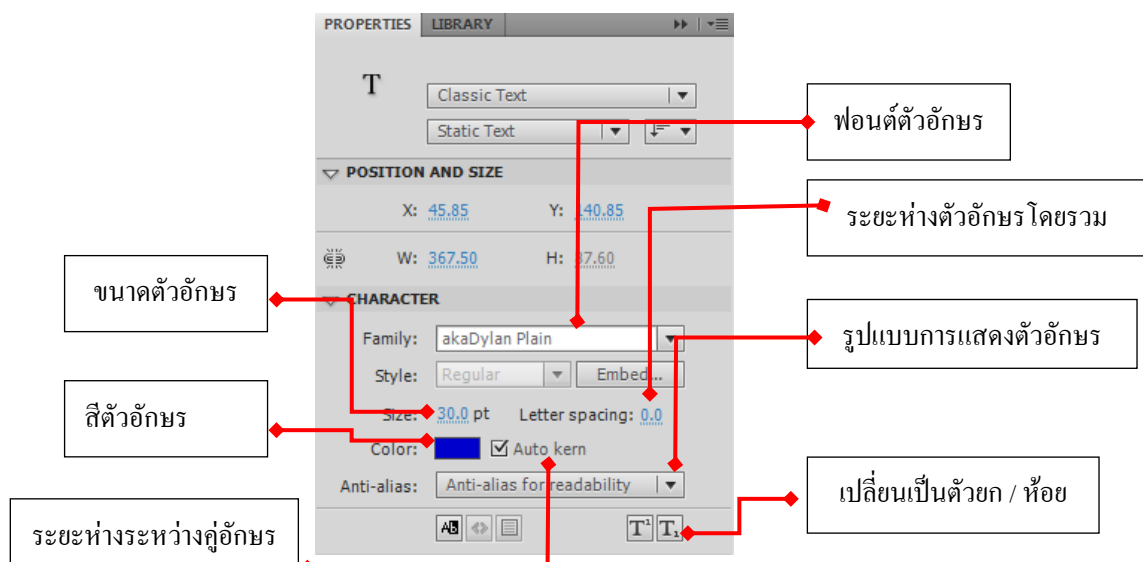 PROPERTIES LIBRARY
T
Classic Text
Static Text
ฟอนต์ตัวอักษร
POSITION AND SIZE
X: 45.85 Y: 140.85
ระยะห่างตัวอักษรโดยรวม
W: 367.50 H: 37.60
ขนาดตัวอักษร
CHARACTER
Family: akaDylan Plain
รูปแบบการแสดงตัวอักษร
Style: Regular Embed...
สีตัวอักษร
Size: 30.0 pt Letter spacing: 0.0
Color: Auto kern
Anti-alias: Anti-alias for readability
เปลี่ยนเป็นตัวยก / ห้อย
ระยะห่างระหว่างคู่อักษร
T¹ T₁